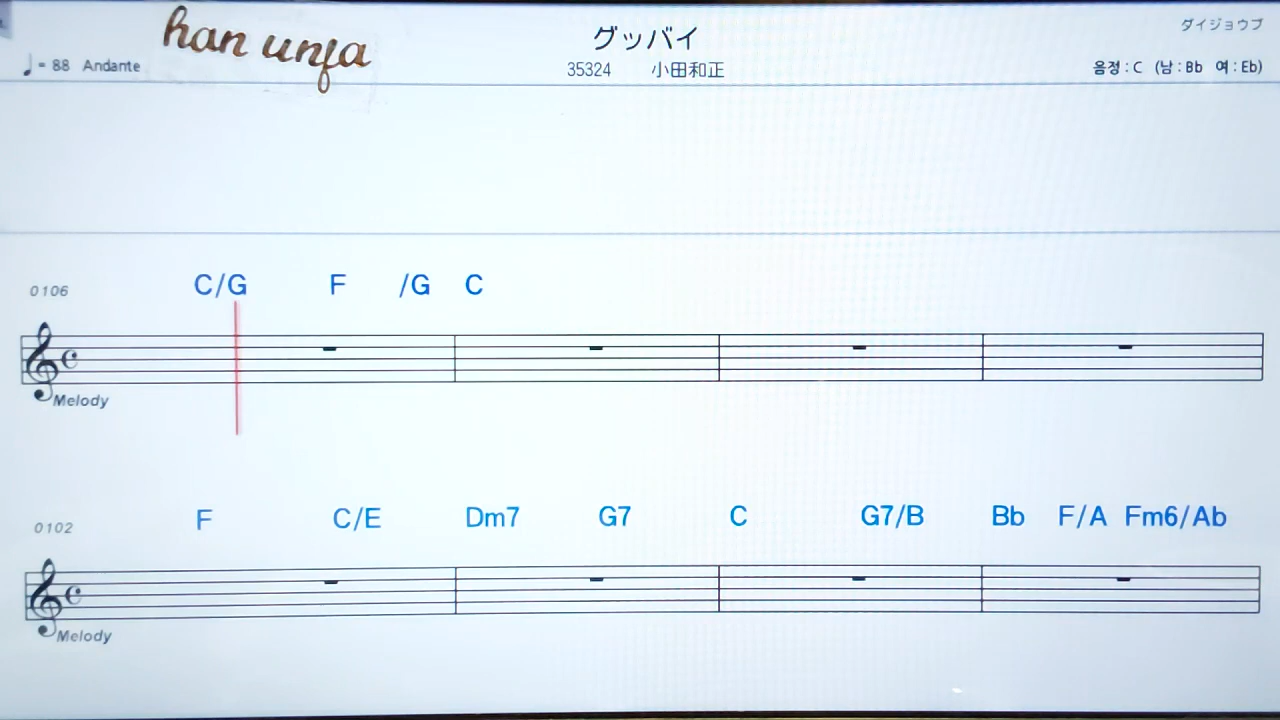 han unfa
グッバイ
ダイジョウブ
♩= 88 Andante
35324 小田和正
음정 : C (남 : Bb 여 : Eb)
0106
C/G F /G C
Melody
0102
F C/E Dm7 G7 C G7/B Bb F/A Fm6/Ab
Melody